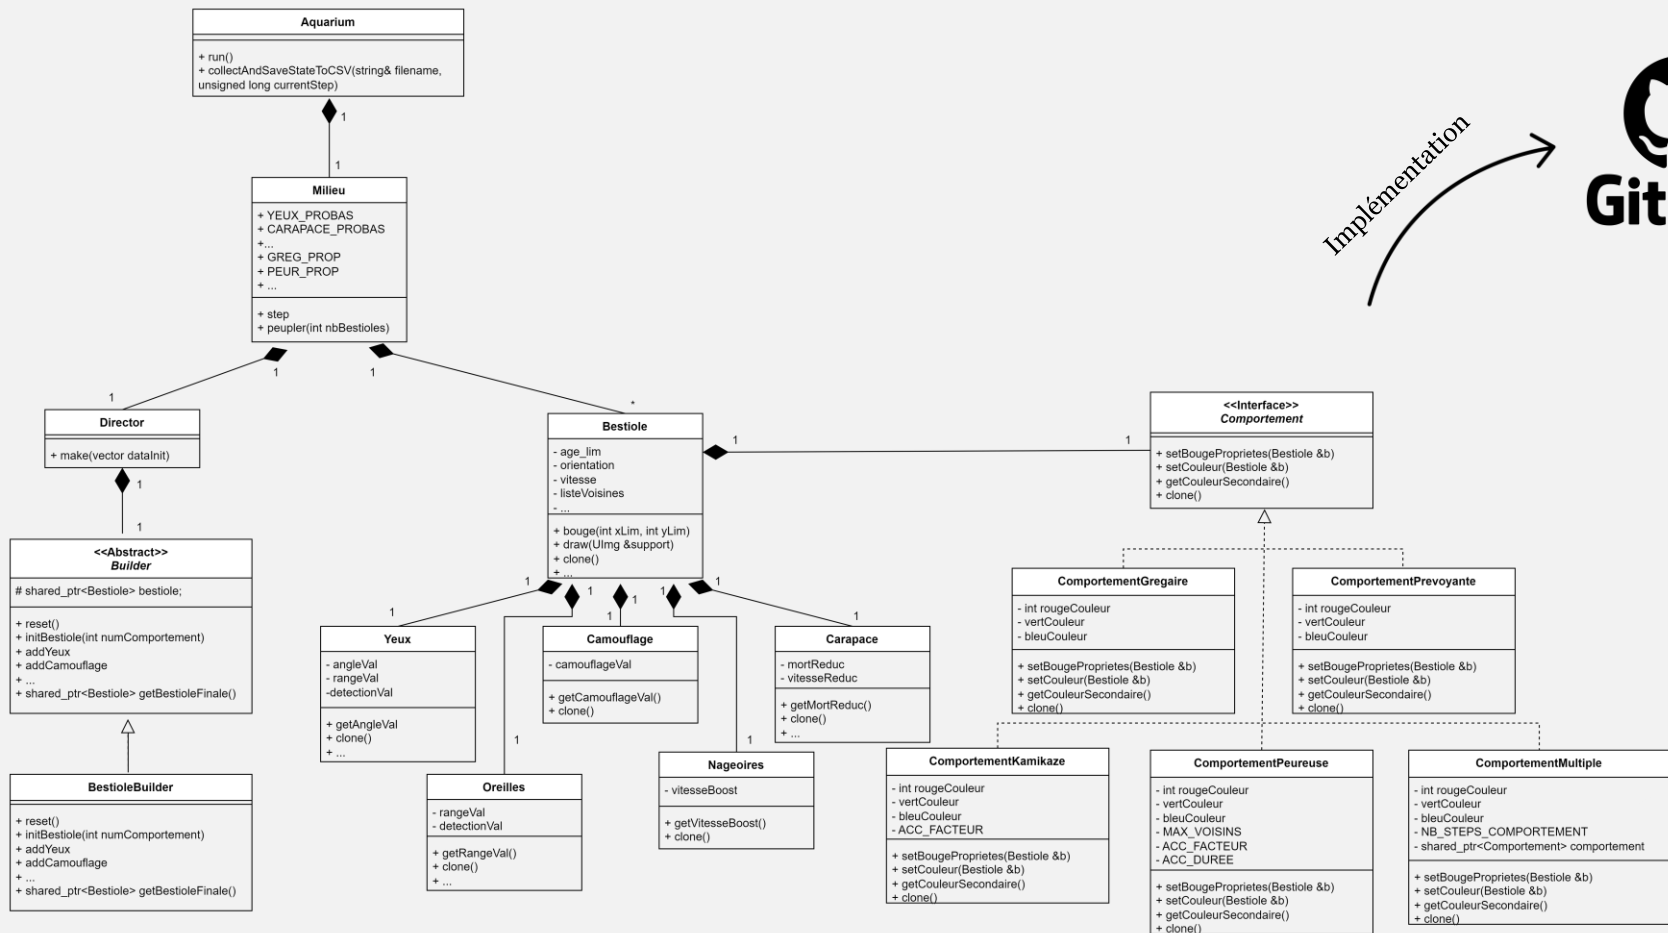 Aquarium
+ run()
+ collectAndSaveStateToCSV(string& filename,
unsigned long currentStep)
1
1
Milieu
+ YEUX_PROBAS
+ CARAPACE_PROBAS
+...
+ GREG_PROP
+ PEUR_PROP
+ ...
+ step
+ peupler(int nbBestioles)
1
1
1
*
Implémentation
Git
Director
+ make(vector dataInit)
1
1
<<Abstract>>
Builder
# shared_ptr<Bestiole> bestiole;
+ reset()
+ initBestiole(int numComportement)
+ addYeux
+ addCamouflage
+ ...
+ shared_ptr<Bestiole> getBestioleFinale()
BestioleBuilder
+ reset()
+ initBestiole(int numComportement)
+ addYeux
+ addCamouflage
+ ...
+ shared_ptr<Bestiole> getBestioleFinale()
Bestiole
- age_lim
- orientation
- vitesse
- listeVoisines
- ...
+ bouge(int xLim, int yLim)
+ draw(UImg &support)
+ clone()
+ ...
1
1
1
1
1
1
1
1
1
1
1
1
Yeux
- angleVal
- rangeVal
-detectionVal
+ getAngleVal
+ clone()
+ ...
Camouflage
- camouflageVal
+ getCamouflageVal()
+ clone()
Carapace
- mortReduc
- vitesseReduc
+ getMortReduc()
+ clone()
+ ...
Oreilles
- rangeVal
- detectionVal
+ getRangeVal()
+ clone()
+ ...
Nageoires
- vitesseBoost
+ getVitesseBoost()
+ clone()
<<Interface>>
Comportement
+ setBougeProprietes(Bestiole &b)
+ setCouleur(Bestiole &b)
+ getCouleurSecondaire()
+ clone()
ComportementGregaire
- int rougeCouleur
- vertCouleur
- bleuCouleur
+ setBougeProprietes(Bestiole &b)
+ setCouleur(Bestiole &b)
+ getCouleurSecondaire()
+ clone()
ComportementPrevoyante
- int rougeCouleur
- vertCouleur
- bleuCouleur
+ setBougeProprietes(Bestiole &b)
+ setCouleur(Bestiole &b)
+ getCouleurSecondaire()
+ clone()
ComportementKamikaze
- int rougeCouleur
- vertCouleur
- bleuCouleur
- ACC_FACTEUR
+ setBougeProprietes(Bestiole &b)
+ setCouleur(Bestiole &b)
+ getCouleurSecondaire()
+ clone()
ComportementPeureuse
- int rougeCouleur
- vertCouleur
- bleuCouleur
- MAX_VOISINS
- ACC_FACTEUR
- ACC_DUREE
+ setBougeProprietes(Bestiole &b)
+ setCouleur(Bestiole &b)
+ getCouleurSecondaire()
+ clone()
ComportementMultiple
- int rougeCouleur
- vertCouleur
- bleuCouleur
- NB_STEPS_COMPORTEMENT
- shared_ptr<Comportement> comportement
+ setBougeProprietes(Bestiole &b)
+ setCouleur(Bestiole &b)
+ getCouleurSecondaire()
+ clone()